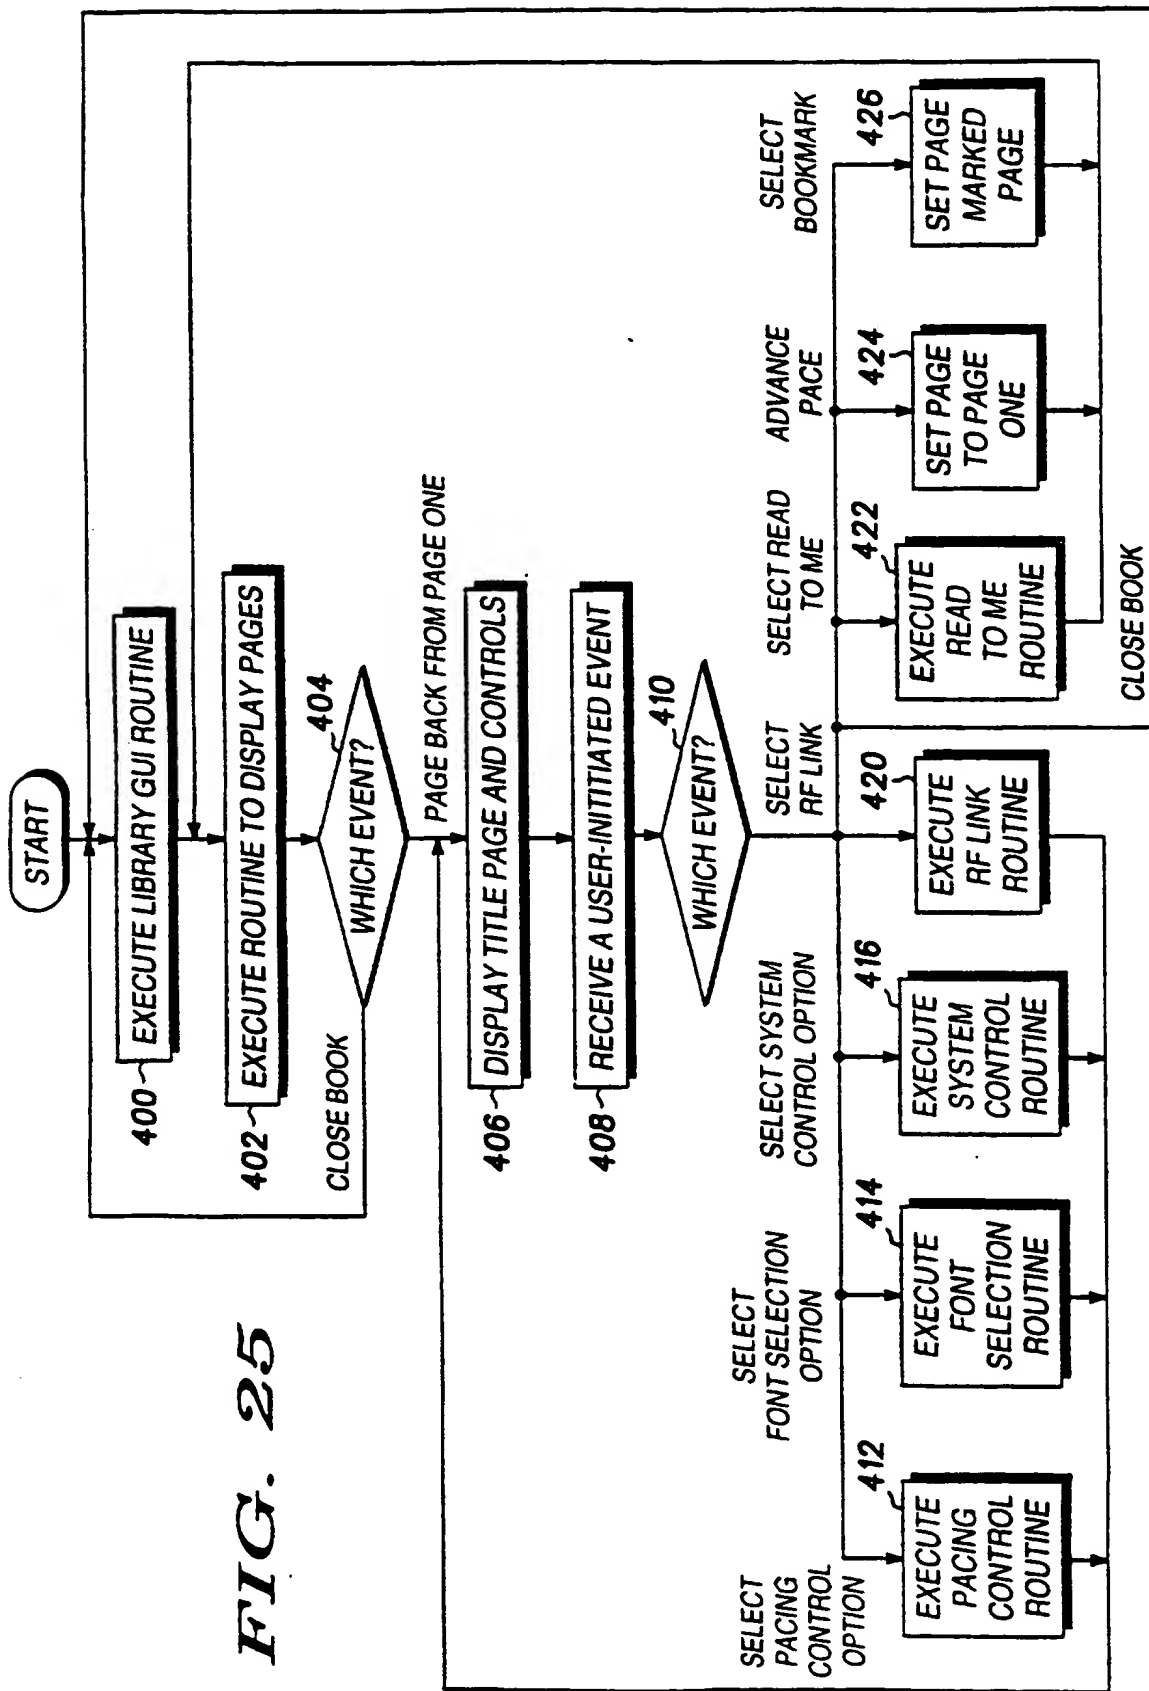 FIG. 25
START
EXECUTE LIBRARY GUI ROUTINE
400
EXECUTE ROUTINE TO DISPLAY PAGES
402
WHICH EVENT?
404
CLOSE BOOK
PAGE BACK FROM PAGE ONE
DISPLAY TITLE PAGE AND CONTROLS
406
RECEIVE A USER-INITITATED EVENT
408
WHICH EVENT?
410
SELECT
PACING
CONTROL
OPTION
412
EXECUTE
PACING
CONTROL
ROUTINE
SELECT
FONT SELECTION
OPTION
414
EXECUTE
FONT
SELECTION
ROUTINE
SELECT SYSTEM
CONTROL OPTION
416
EXECUTE
SYSTEM
CONTROL
ROUTINE
SELECT
RF LINK
420
EXECUTE
RF LINK
ROUTINE
CLOSE BOOK
SELECT READ
TO ME
422
EXECUTE
READ
TO ME
ROUTINE
ADVANCE
PACE
424
SET PAGE
TO PAGE
ONE
SELECT
BOOKMARK
426
SET PAGE
MARKED
PAGE